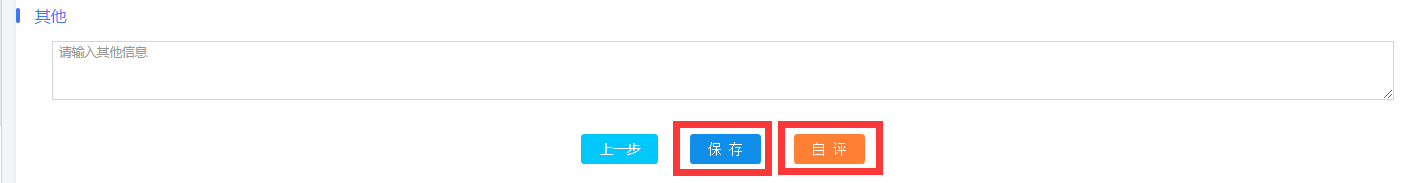 其他
请输入其他信息
上一步 保 存 自 评